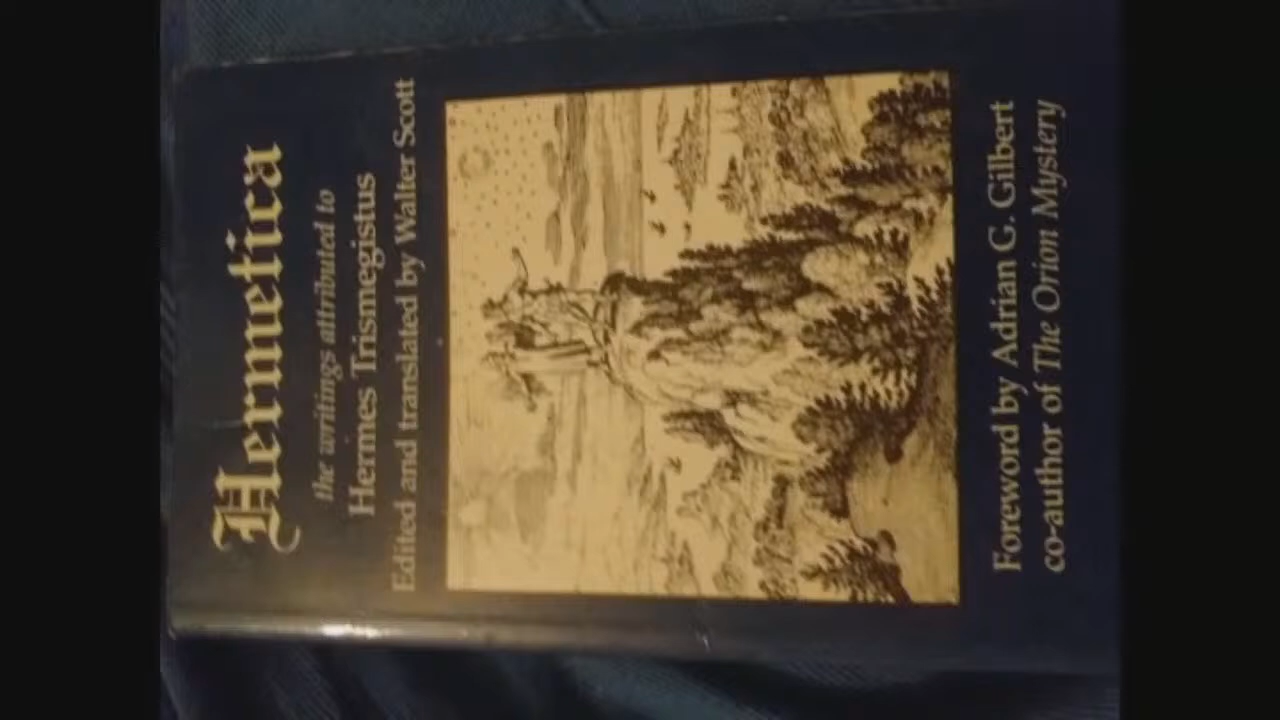 Hermetica
the writings attributed to
Hermes Trismegistus
Edited and translated by Walter Scott
Foreword by Adrian G. Gilbert
co-author of The Orion Mystery